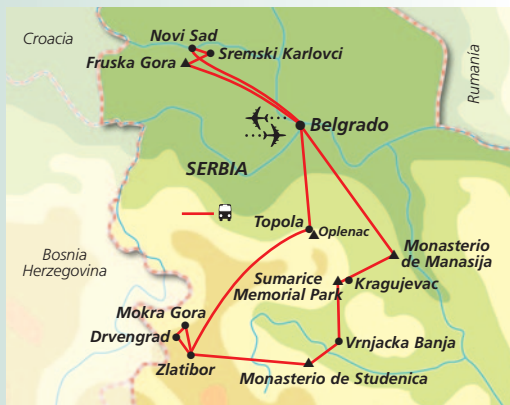 Croacia
Novi Sad
Sremski Karlovci
Fruska Gora
Rumanía
Belgrado
SERBIA
Topola
Oplenac
Monasterio
de Manasija
Bosnia
Herzegovina
Sumarice
Memorial Park
Kragujevac
Mokra Gora
Drvengrad
Vrnjacka Banja
Zlatibor
Monasterio de Studenica